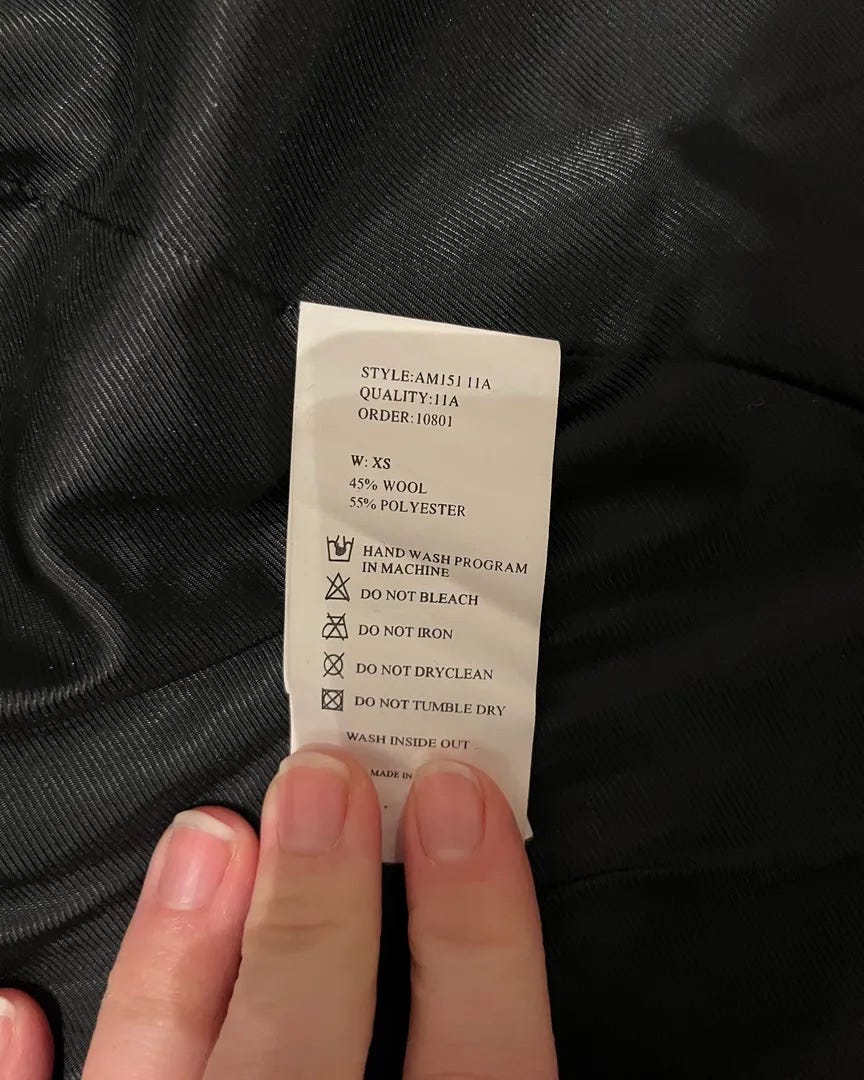 STYLE:AM151 11A
QUALITY:11A
ORDER:10801
W: XS
45% WOOL
55% POLYESTER
HAND WASH PROGRAM
IN MACHINE
DO NOT BLEACH
DO NOT IRON
DO NOT DRYCLEAN
DO NOT TUMBLE DRY
WASH INSIDE OUT
MADE IN